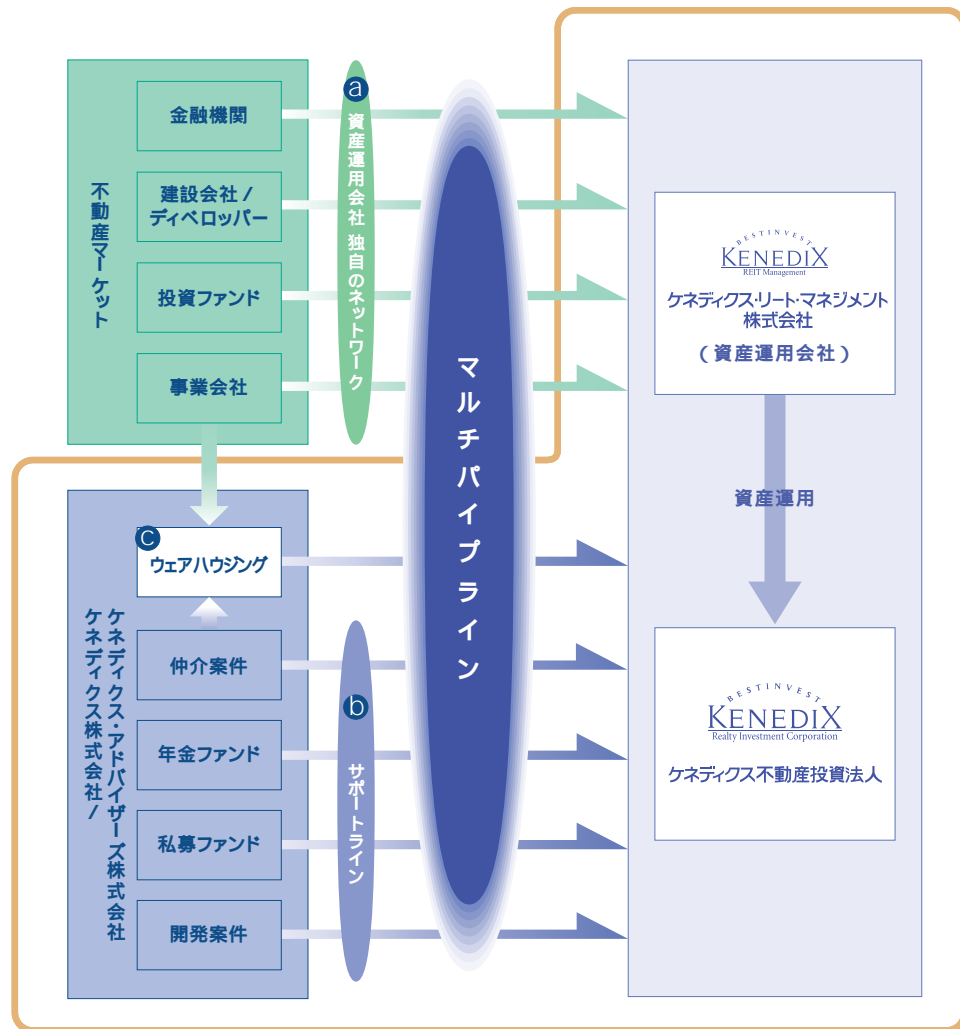 不動産マーケット
金融機関
建設会社 /
ディベロッパー
投資ファンド
事業会社
a
資産運用会社 独自のネットワーク
マルチパイプライン
BESTINVEST
KENEDIX
REIT Management
ケネディクス・リート・マネジメント
株式会社
(資産運用会社)
資産運用
BESTINVEST
KENEDIX
Realty Investment Corporation
ケネディクス不動産投資法人
ケネディクス株式会社 /
ケネディクス・アドバイザーズ株式会社
c
ウェアハウジング
仲介案件
年金ファンド
私募ファンド
開発案件
b
サポートライン